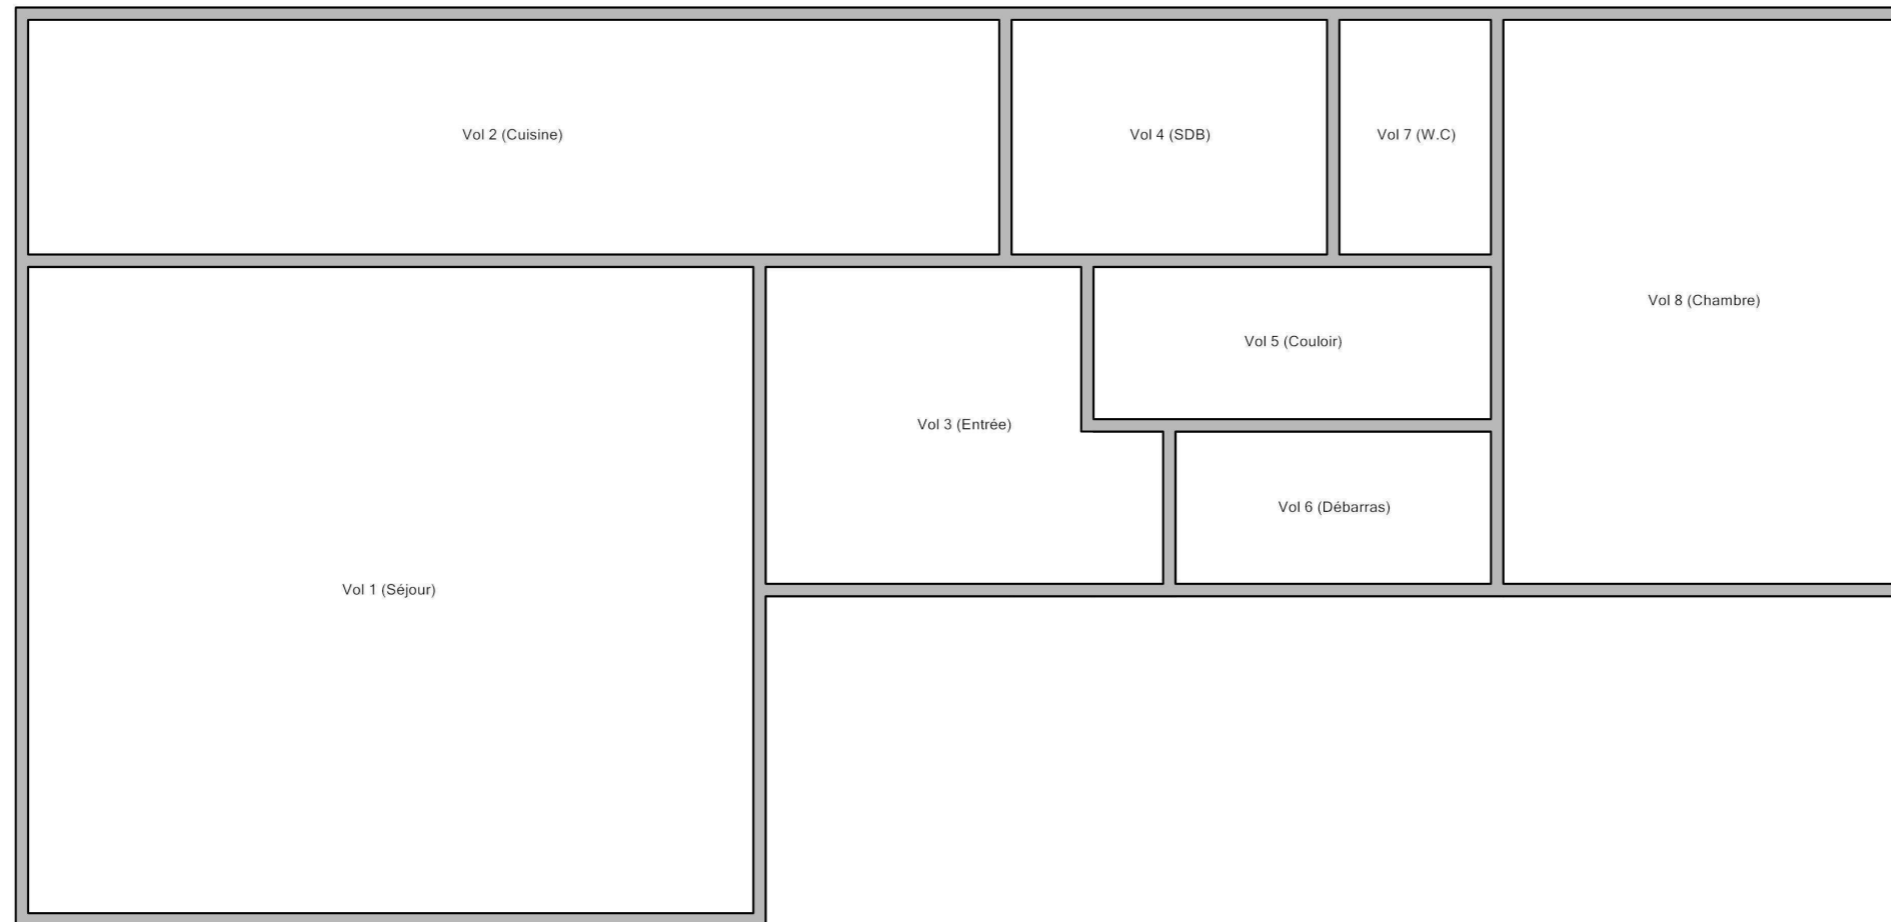 Vol 2 (Cuisine)
Vol 4 (SDB)
Vol 7 (W.C)
Vol 8 (Chambre)
Vol 5 (Couloir)
Vol 3 (Entrée)
Vol 6 (Débarras)
Vol 1 (Séjour)